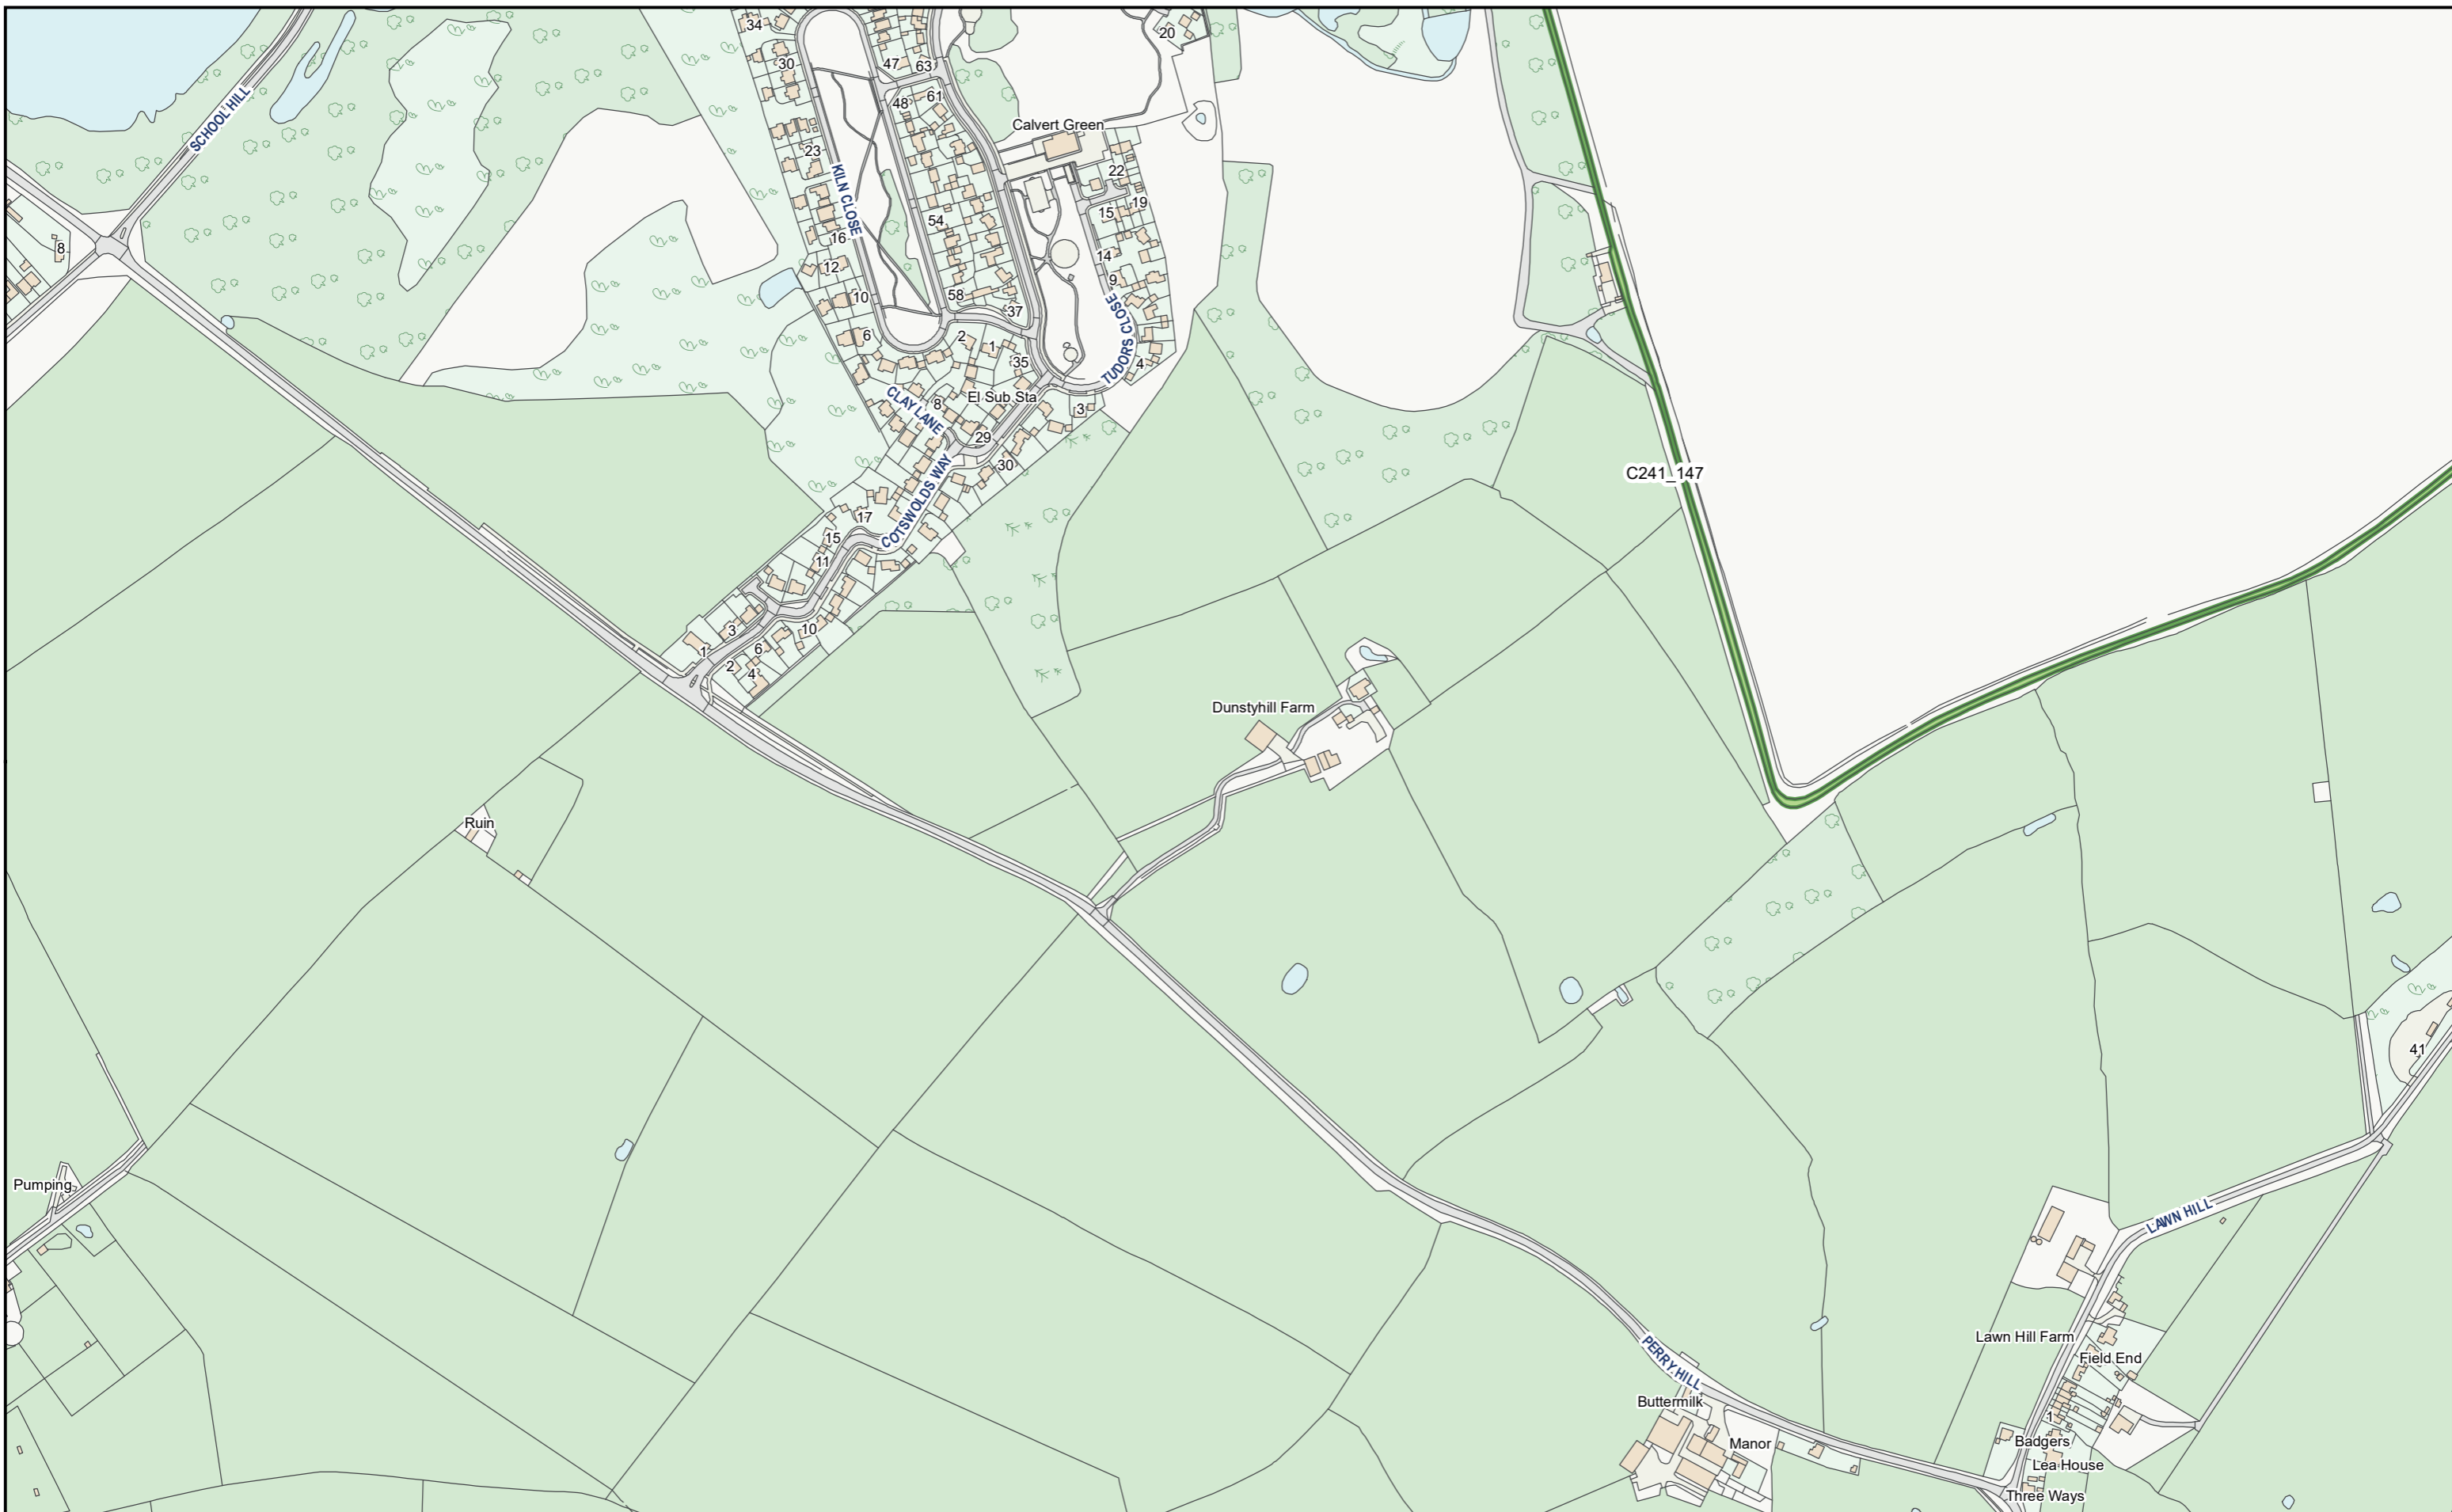 34
20
30
47
63
SCHOOL HILL
48
61
Calvert Green
23
22
KILN CLOSE
19
15
54
16
8
14
12
9
58
10
37
TUDORS CLOSE
6
2
1
35
4
CLAY LANE
8
El Sub Sta
3
29
30
C241_147
COTSWOLDS WAY
17
15
11
10
3
6
1
2
4
Dunstyhill Farm
Ruin
41
Pumping
LAWN HILL
Lawn Hill Farm
PERRY HILL
Field End
Buttermilk
1
Manor
Badgers
Lea House
Three Ways